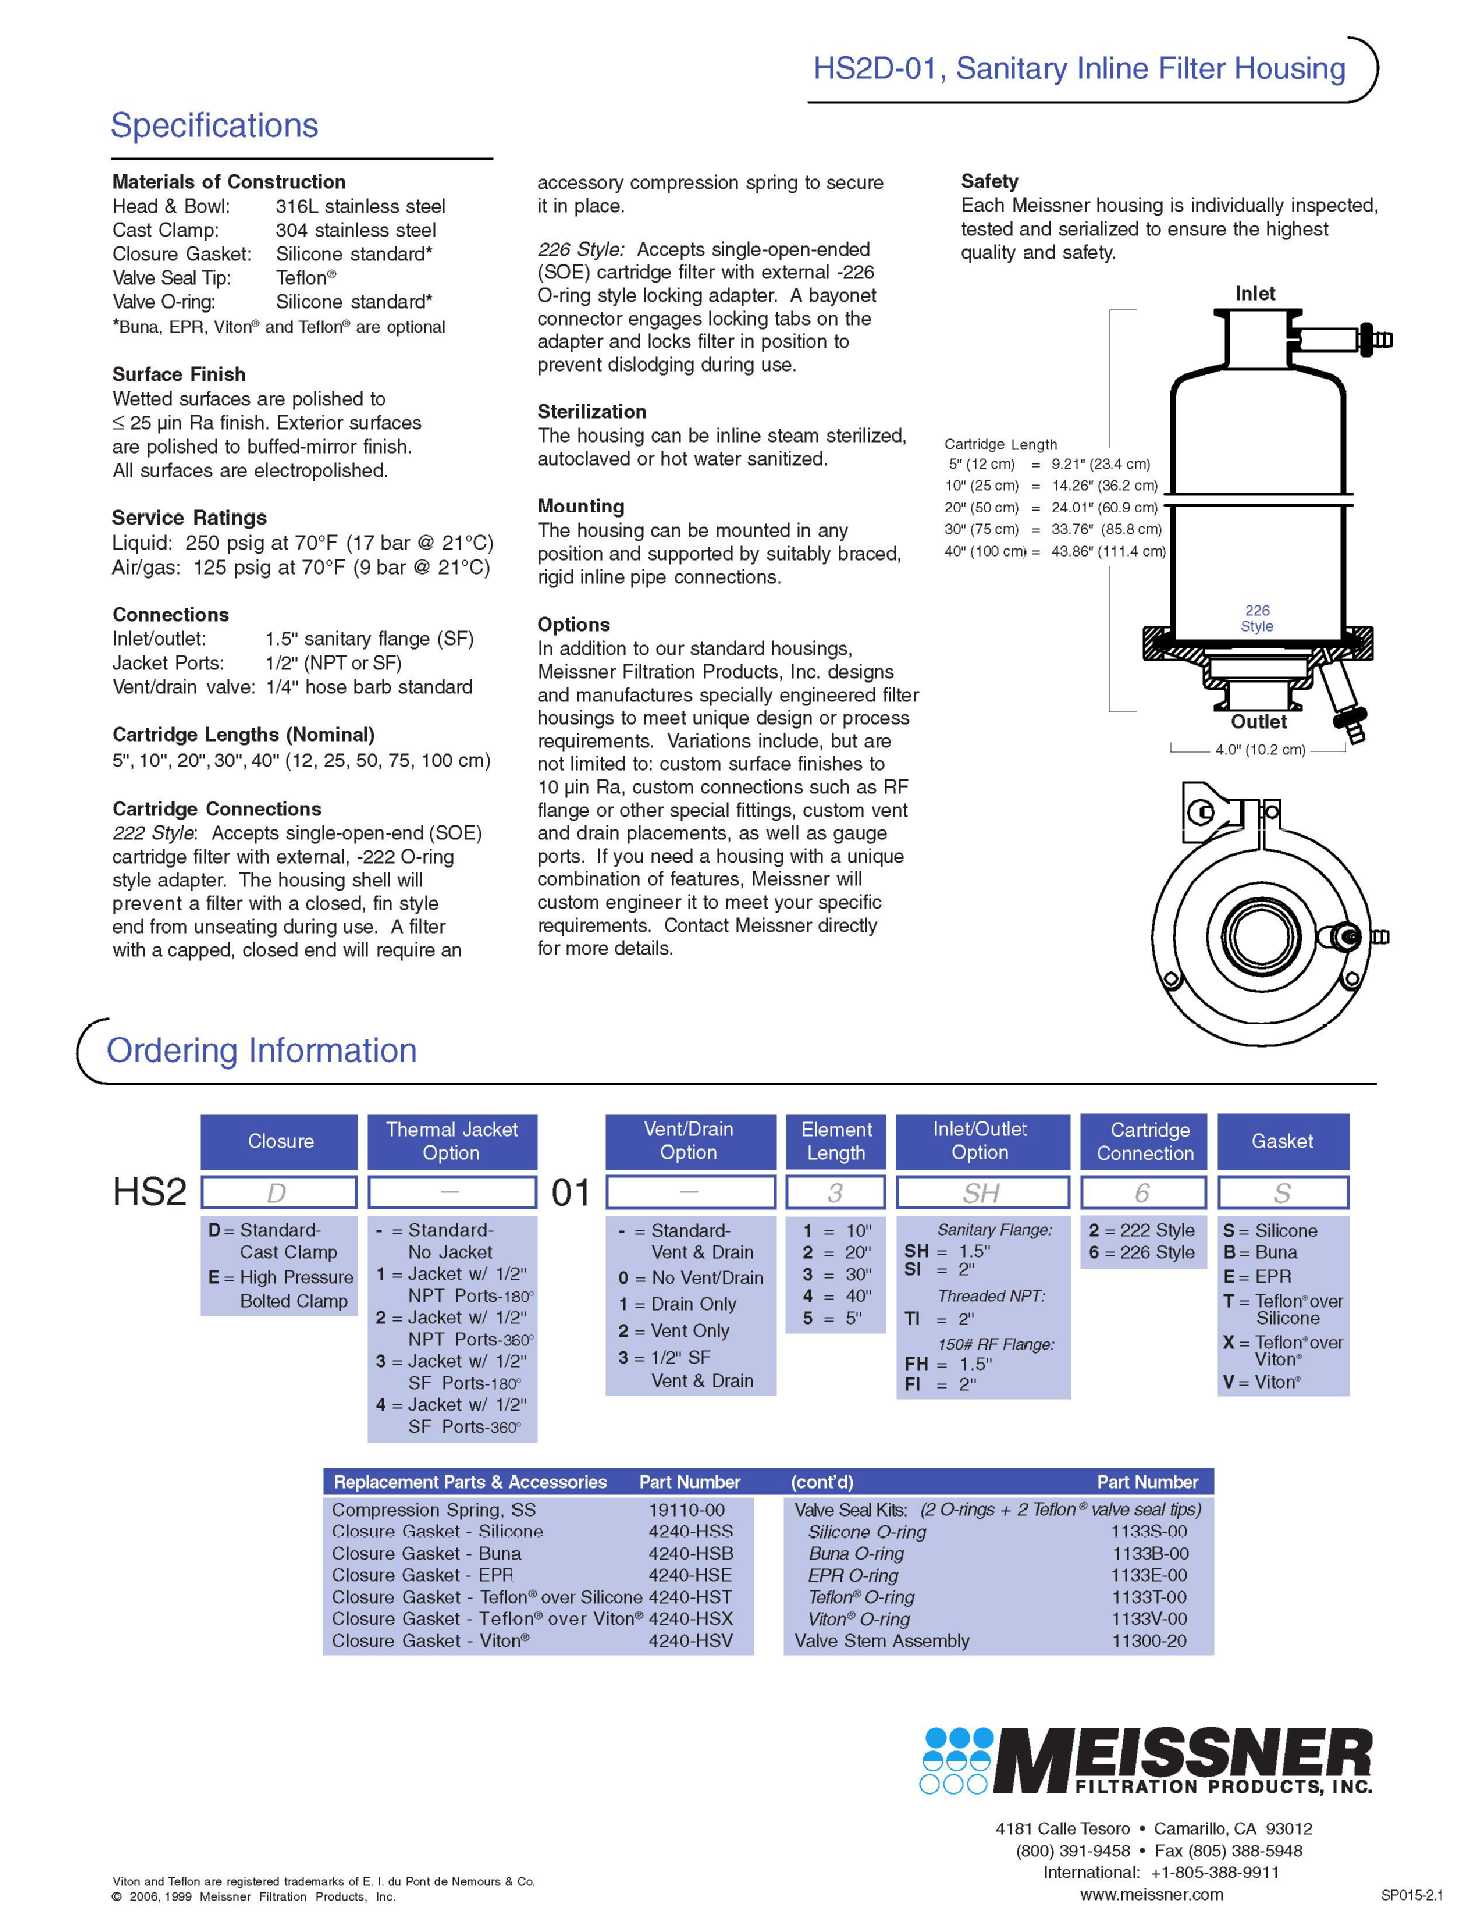 HS2D-01, Sanitary Inline Filter Housing
Specifications
Materials of Construction
Head & Bowl: 316L stainless steel
Cast Clamp: 304 stainless steel
Closure Gasket: Silicone standard*
Valve Seal Tip: Teflon®
Valve O-ring: Silicone standard*
*Buna, EPR, Viton® and Teflon® are optional
Surface Finish
Wetted surfaces are polished to
≤ 25 µin Ra finish. Exterior surfaces
are polished to buffed-mirror finish.
All surfaces are electropolished.
Service Ratings
Liquid: 250 psig at 70°F (17 bar @ 21°C)
Air/gas: 125 psig at 70°F (9 bar @ 21°C)
Connections
Inlet/outlet: 1.5" sanitary flange (SF)
Jacket Ports: 1/2" (NPT or SF)
Vent/drain valve: 1/4" hose barb standard
Cartridge Lengths (Nominal)
5", 10", 20", 30", 40" (12, 25, 50, 75, 100 cm)
Cartridge Connections
222 Style: Accepts single-open-end (SOE)
cartridge filter with external, -222 O-ring
style adapter. The housing shell will
prevent a filter with a closed, fin style
end from unseating during use. A filter
with a capped, closed end will require an
accessory compression spring to secure
it in place.
226 Style: Accepts single-open-ended
(SOE) cartridge filter with external -226
O-ring style locking adapter. A bayonet
connector engages locking tabs on the
adapter and locks filter in position to
prevent dislodging during use.
Sterilization
The housing can be inline steam sterilized,
autoclaved or hot water sanitized.
Mounting
The housing can be mounted in any
position and supported by suitably braced,
rigid inline pipe connections.
Options
In addition to our standard housings,
Meissner Filtration Products, Inc. designs
and manufactures specially engineered filter
housings to meet unique design or process
requirements. Variations include, but are
not limited to: custom surface finishes to
10 µin Ra, custom connections such as RF
flange or other special fittings, custom vent
and drain placements, as well as gauge
ports. If you need a housing with a unique
combination of features, Meissner will
custom engineer it to meet your specific
requirements. Contact Meissner directly
for more details.
Safety
Each Meissner housing is individually inspected,
tested and serialized to ensure the highest
quality and safety.
Inlet
Cartridge Length
5" (12 cm) = 9.21" (23.4 cm)
10" (25 cm) = 14.26" (36.2 cm)
20" (50 cm) = 24.01" (60.9 cm)
30" (75 cm) = 33.76" (85.8 cm)
40" (100 cm) = 43.86" (111.4 cm)
226
Style
Outlet
4.0" (10.2 cm)
Ordering Information
HS2
Closure
D
D = Standard-
Cast Clamp
E = High Pressure
Bolted Clamp
Thermal Jacket
Option
–
- = Standard-
No Jacket
1 = Jacket w/ 1/2"
NPT Ports-180°
2 = Jacket w/ 1/2"
NPT Ports-360°
3 = Jacket w/ 1/2"
SF Ports-180°
4 = Jacket w/ 1/2"
SF Ports-360°
01
Vent/Drain
Option
–
- = Standard-
Vent & Drain
0 = No Vent/Drain
1 = Drain Only
2 = Vent Only
3 = 1/2" SF
Vent & Drain
Element
Length
3
1 = 10"
2 = 20"
3 = 30"
4 = 40"
5 = 5"
Inlet/Outlet
Option
SH
Sanitary Flange:
SH = 1.5"
SI = 2"
Threaded NPT:
TI = 2"
150# RF Flange:
FH = 1.5"
FI = 2"
Cartridge
Connection
6
2 = 222 Style
6 = 226 Style
Gasket
S
S = Silicone
B = Buna
E = EPR
T = Teflon® over
Silicone
X = Teflon® over
Viton®
V = Viton®
Replacement Parts & Accessories Part Number
Compression Spring, SS 19110-00
Closure Gasket - Silicone 4240-HSS
Closure Gasket - Buna 4240-HSB
Closure Gasket - EPR 4240-HSE
Closure Gasket - Teflon® over Silicone 4240-HST
Closure Gasket - Teflon® over Viton® 4240-HSX
Closure Gasket - Viton® 4240-HSV
(cont'd) Part Number
Valve Seal Kits: (2 O-rings + 2 Teflon® valve seal tips)
Silicone O-ring 1133S-00
Buna O-ring 1133B-00
EPR O-ring 1133E-00
Teflon® O-ring 1133T-00
Viton® O-ring 1133V-00
Valve Stem Assembly 11300-20
MEISSNER
FILTRATION PRODUCTS, INC.
4181 Calle Tesoro • Camarillo, CA 93012
(800) 391-9458 • Fax (805) 388-5948
International: +1-805-388-9911
www.meissner.com
Viton and Teflon are registered trademarks of E. I. du Pont de Nemours & Co.
© 2006, 1999 Meissner Filtration Products, Inc.
SP015-2.1